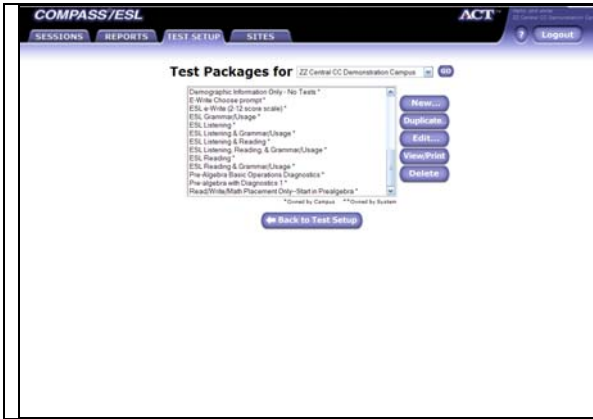 COMPASS/ESL
ACT
SESSIONS REPORTS TEST SETUP SITES
? Logout
Test Packages for ZZ Central CC Demonstration Campus GO
Demographic Information Only - No Tests *
E-Write Choose prompt *
ESL e-Write (2-12 score scale) *
ESL Grammar/Usage *
ESL Listening *
ESL Listening & Grammar/Usage *
ESL Listening & Reading *
ESL Listening, Reading, & Grammar/Usage *
ESL Reading *
ESL Reading & Grammar/Usage *
Pre-Algebra Basic Operations Diagnostics *
Pre-algebra with Diagnostics 1 *
Read/Write/Math Placement Only--Start in Prealgebra *
New...
Duplicate..
Edit...
View/Print
Delete
*Owned by Campus **Owned by System
Back to Test Setup